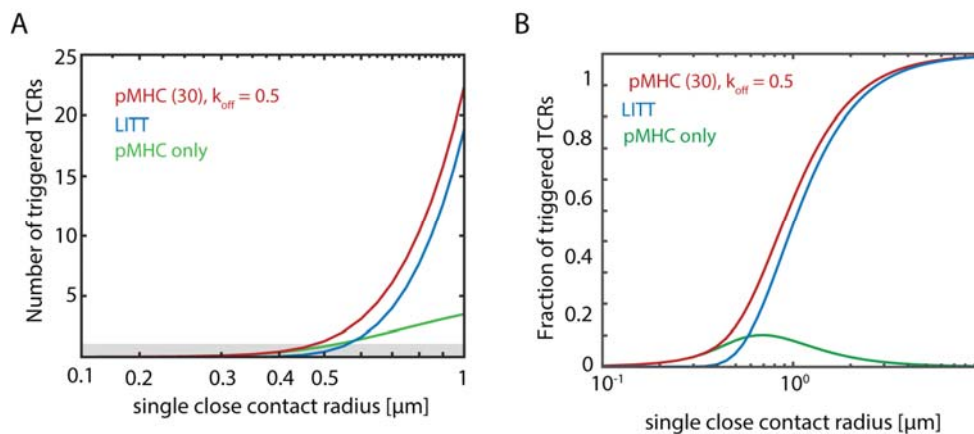 A
Number of triggered TCRs
25
20
15
10
5
pMHC (30), koff = 0.5
LITT
pMHC only
0.1
0.2
0.3
0.4
0.5
1
single close contact radius [µm]
B
Fraction of triggered TCRs
1
0.8
0.6
0.4
0.2
0
pMHC (30), koff = 0.5
LITT
pMHC only
10⁻¹
10⁰
single close contact radius [µm]